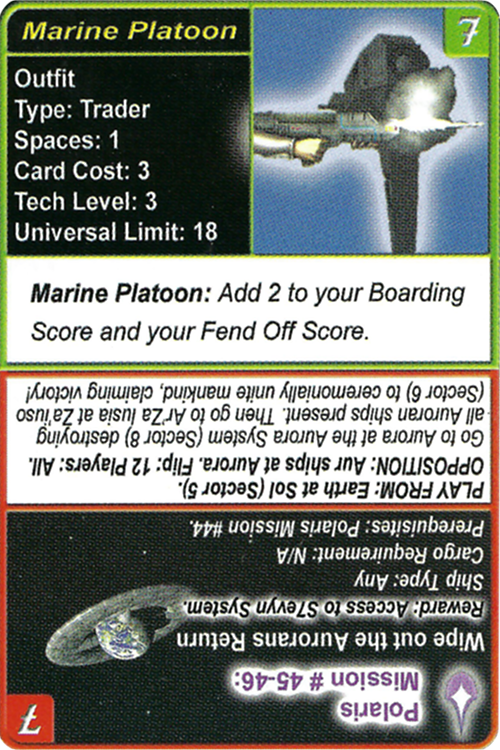 Marine Platoon
7
Outfit
Type: Trader
Spaces: 1
Card Cost: 3
Tech Level: 3
Universal Limit: 18
Marine Platoon: Add 2 to your Boarding
Score and your Fend Off Score.
7
Polaris
Mission # 45-46:
Wipe out the Aurorans Return
Reward: Access to S7evyn System.
Ship Type: Any
Cargo Requirement: N/A
Prerequisites: Polaris Mission #44.
PLAY FROM: Earth at Sol (Sector 5).
OPPOSITION: Aur ships at Aurora. Flip: 12 Players: All.
Go to Aurora at the Aurora System (Sector 8) destroying
all Auroran ships present. Then go to Ar'Za Iusia at Za'Iuso
(Sector 6) to ceremonially unite mankind, claiming victory!